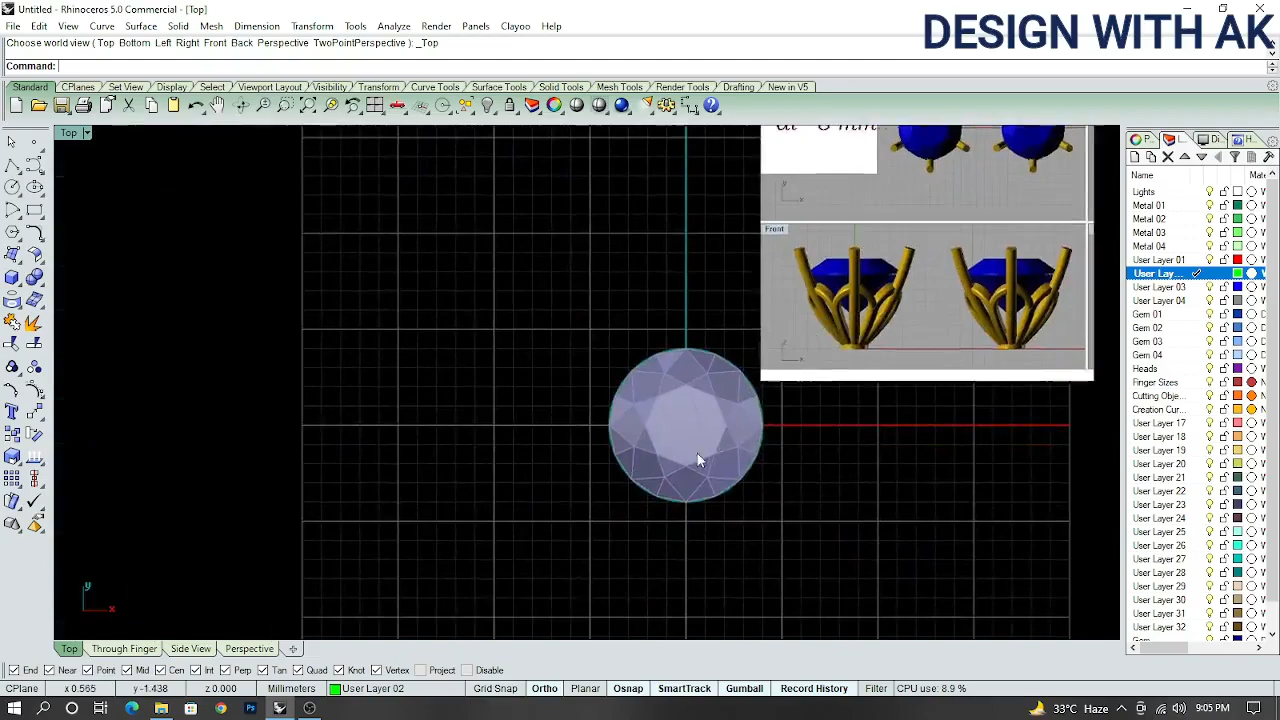 Untitled - Rhinoceros 5.0 Commercial - [Top]
DESIGN WITH AK
File Edit View Curve Surface Solid Mesh Dimension Transform Tools Analyze Render Panels Clayoo Help
Choose world view ( Top Bottom Left Right Front Back Perspective TwoPointPerspective ): _Top
Command:
Standard CPlanes Set View Display Select Viewport Layout Visibility Transform Curve Tools Surface Tools Solid Tools Mesh Tools Render Tools Drafting New in V5
Top
Front
Name Mate
Lights
Metal 01
Metal 02
Metal 03
Metal 04
User Layer 01
User Lay...
User Layer 03
User Layer 04
Gem 01
Gem 02
Gem 03
Gem 04
Heads
Finger Sizes
Cutting Obje...
Creation Cur...
User Layer 17
User Layer 18
User Layer 19
User Layer 20
User Layer 21
User Layer 22
User Layer 23
User Layer 24
User Layer 25
User Layer 26
User Layer 27
User Layer 28
User Layer 29
User Layer 30
User Layer 31
User Layer 32
y
x
Top Through Finger Side View Perspective
End Near Point Mid Cen Int Perp Tan Quad Knot Vertex Project Disable
CPlane x 0.565 y -1.438 z 0.000 Millimeters User Layer 02 Grid Snap Ortho Planar Osnap SmartTrack Gumball Record History Filter CPU use: 8.9 %
33°C Haze 9:05 PM